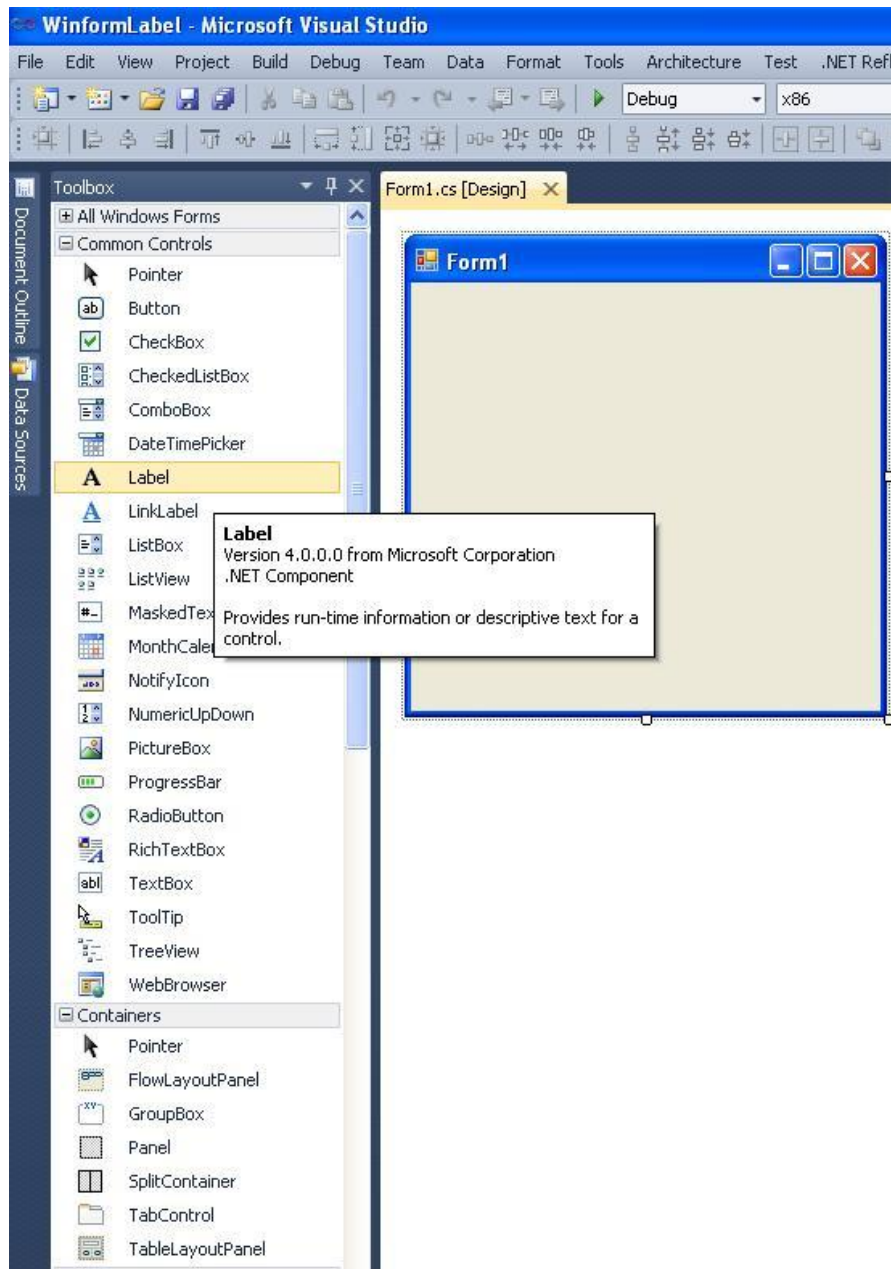 WinformLabel - Microsoft Visual Studio
File Edit View Project Build Debug Team Data Format Tools Architecture Test .NET Refl
Debug x86
Document Outline
Data Sources
Toolbox
All Windows Forms
Common Controls
Pointer
Button
CheckBox
CheckedListBox
ComboBox
DateTimePicker
Label
LinkLabel
ListBox
ListView
MaskedTex
MonthCale
NotifyIcon
NumericUpDown
PictureBox
ProgressBar
RadioButton
RichTextBox
TextBox
ToolTip
TreeView
WebBrowser
Containers
Pointer
FlowLayoutPanel
GroupBox
Panel
SplitContainer
TabControl
TableLayoutPanel
Form1.cs [Design]
Form1
Label
Version 4.0.0.0 from Microsoft Corporation
.NET Component
Provides run-time information or descriptive text for a
control.